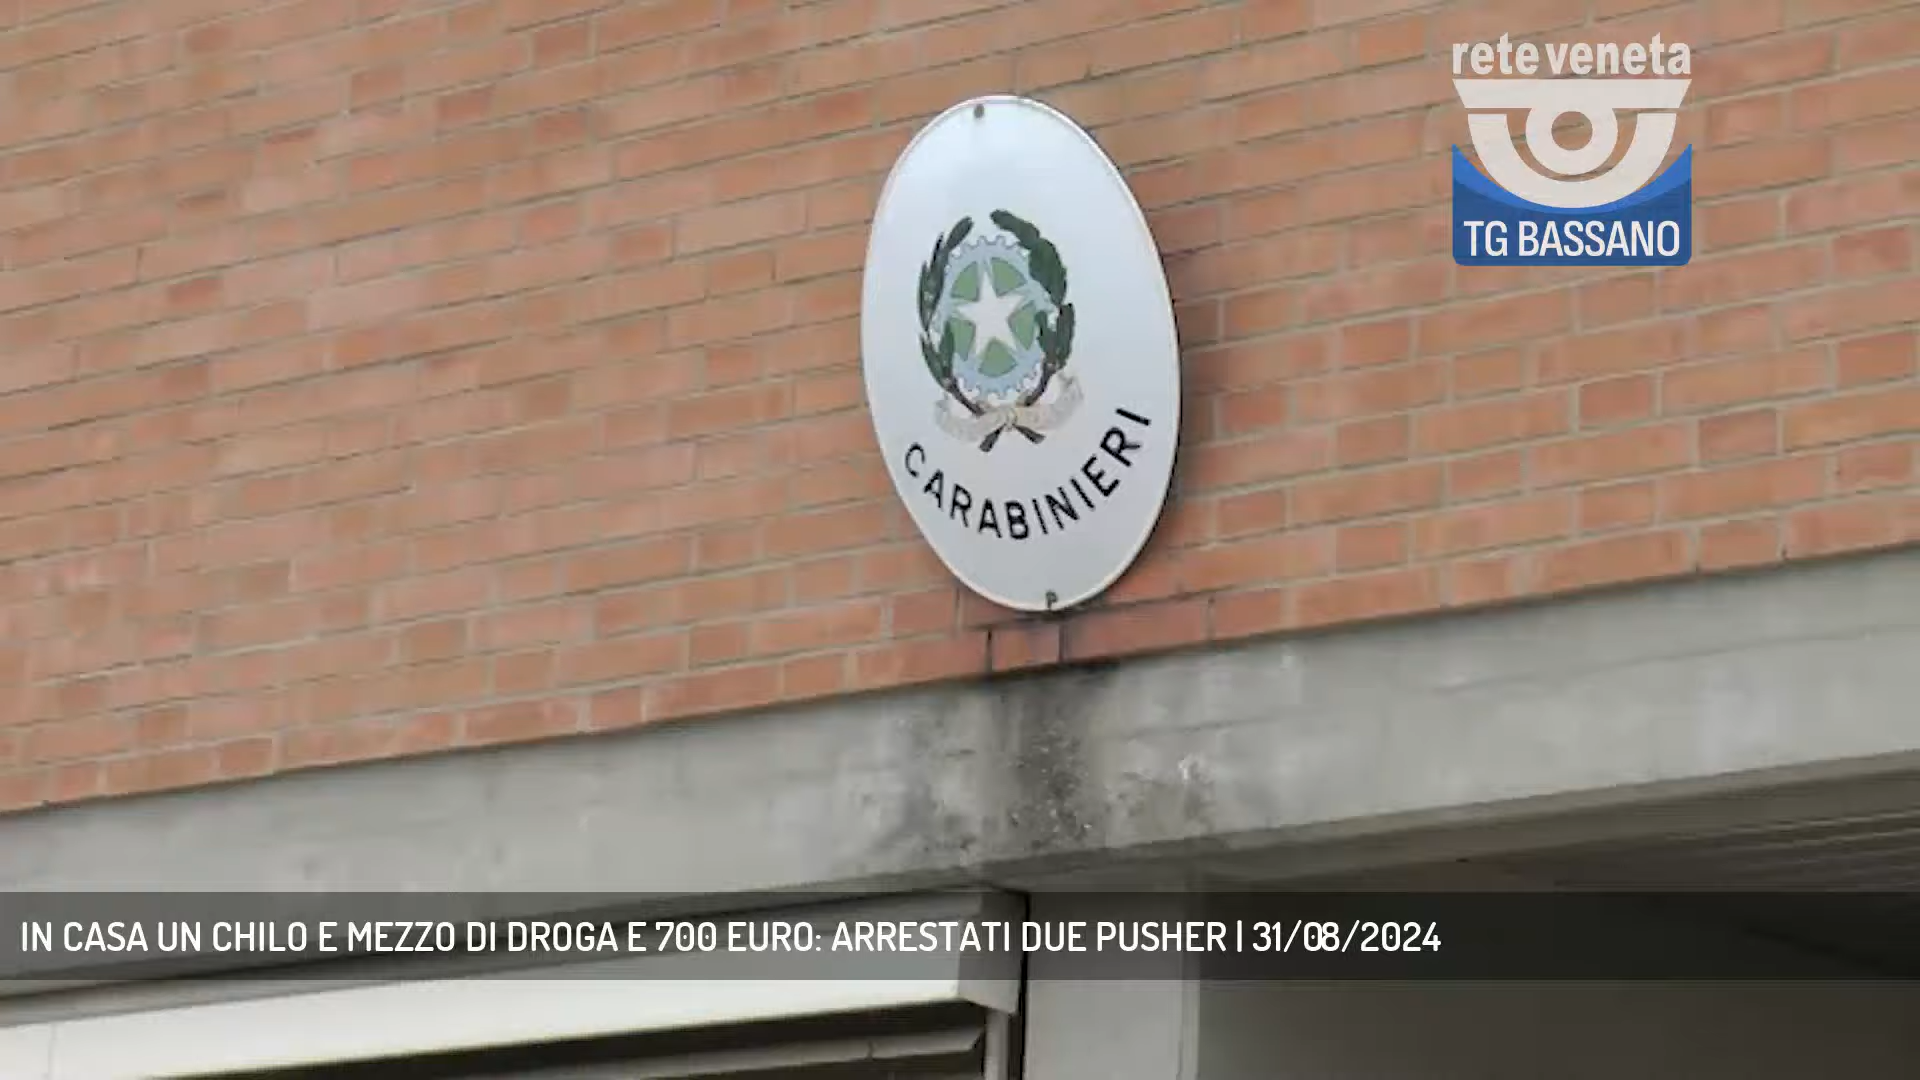 rete veneta
TG BASSANO
CARABINIERI
IN CASA UN CHILO E MEZZO DI DROGA E 700 EURO: ARRESTATI DUE PUSHER | 31/08/2024